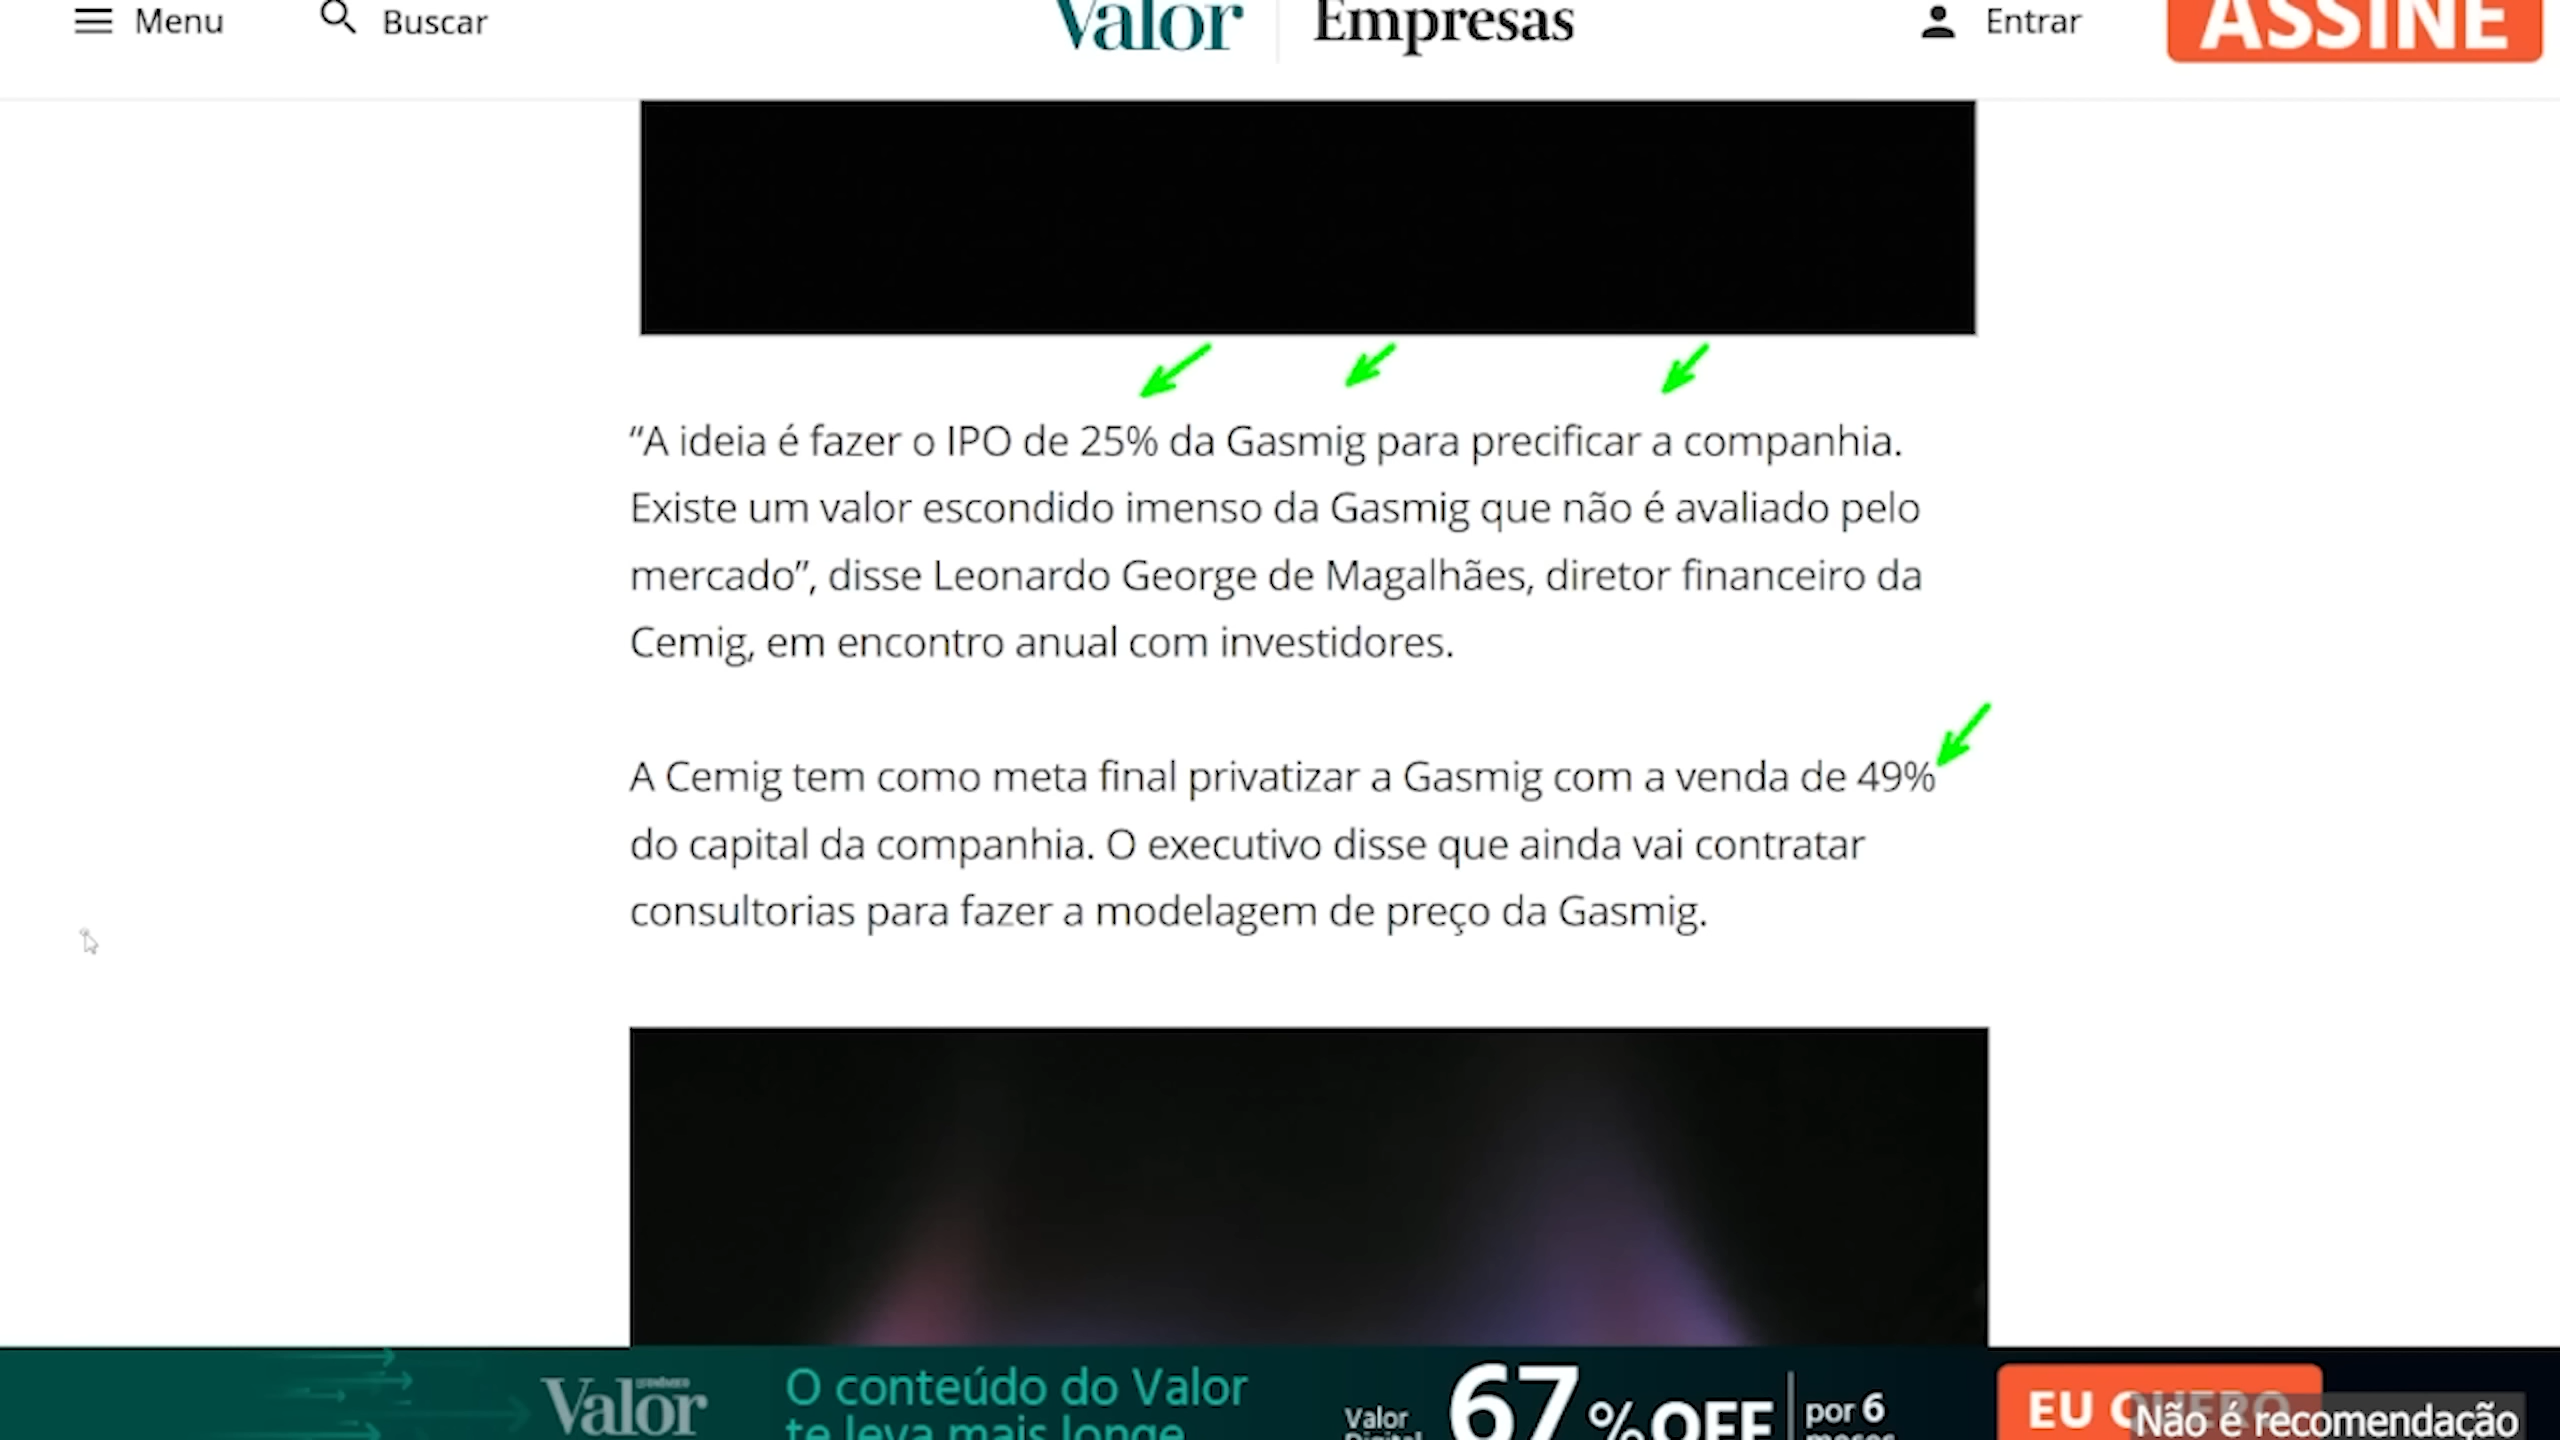 Menu
Buscar
Valor
Empresas
Entrar
ASSINE
“A ideia é fazer o IPO de 25% da Gasmig para precificar a companhia.
Existe um valor escondido imenso da Gasmig que não é avaliado pelo
mercado”, disse Leonardo George de Magalhães, diretor financeiro da
Cemig, em encontro anual com investidores.
A Cemig tem como meta final privatizar a Gasmig com a venda de 49%
do capital da companhia. O executivo disse que ainda vai contratar
consultorias para fazer a modelagem de preço da Gasmig.
Valor
O conteúdo do Valor
te leva mais longe
Valor
Digital
67%OFF
por 6
meses
EU QUERO
Não é recomendação